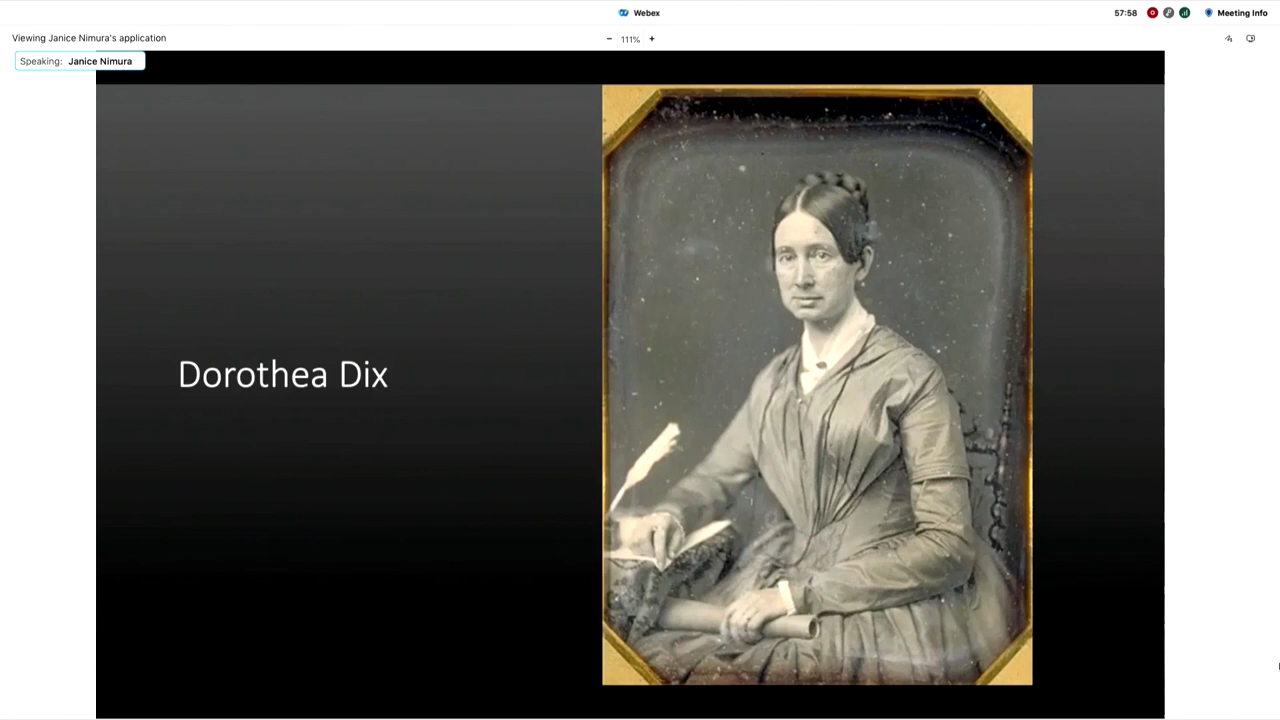 Webex
57:58
Meeting Info
Viewing Janice Nimura's application
− 111% +
Speaking: Janice Nimura
Dorothea Dix